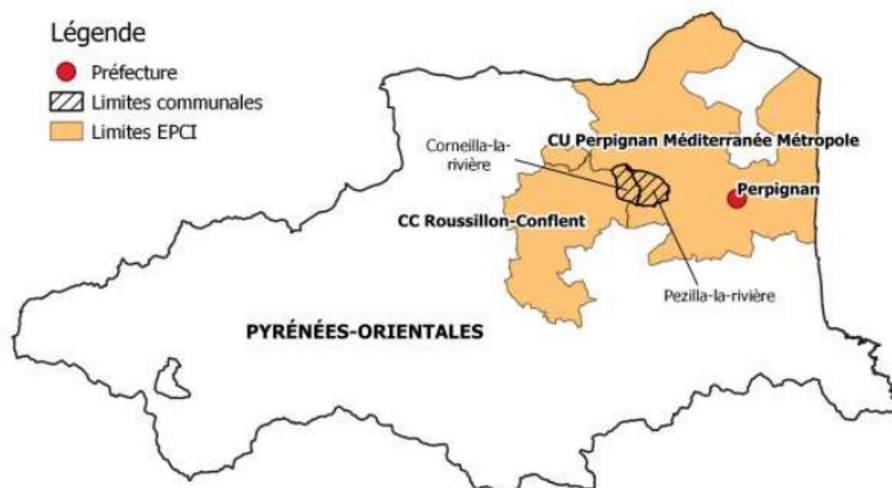 Légende
Préfecture
Limites communales
Limites EPCI
CU Perpignan Méditerranée Métropole
Corneilla-la-
rivière
Perpignan
CC Roussillon-Conflent
Pezilla-la-rivière
PYRÉNÉES-ORIENTALES